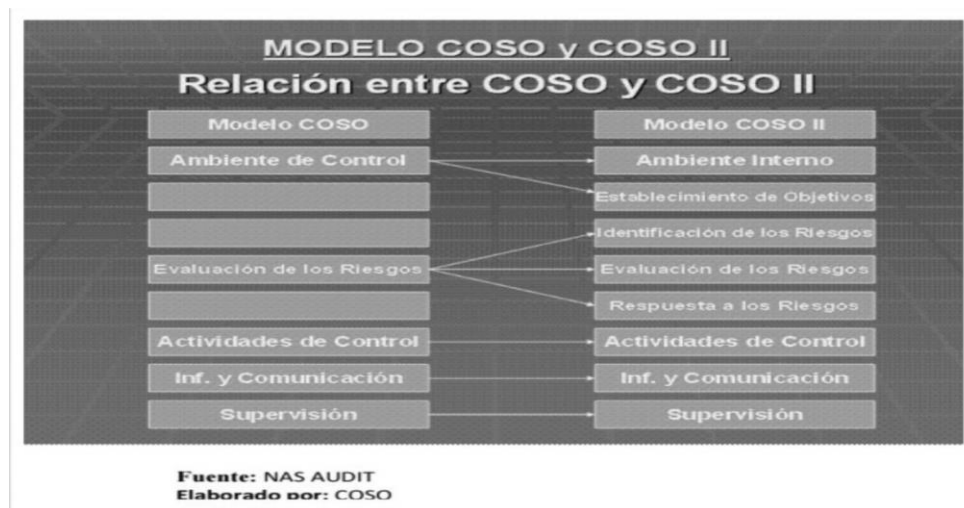 MODELO COSO y COSO II
Relación entre COSO y COSO II
Modelo COSO Modelo COSO II
Ambiente de Control Ambiente Interno
Establecimiento de Objetivos
Identificación de los Riesgos
Evaluación de los Riesgos Evaluación de los Riesgos
Respuesta a los Riesgos
Actividades de Control Actividades de Control
Inf. y Comunicación Inf. y Comunicación
Supervisión Supervisión
Fuente: NAS AUDIT
Elaborado por: COSO